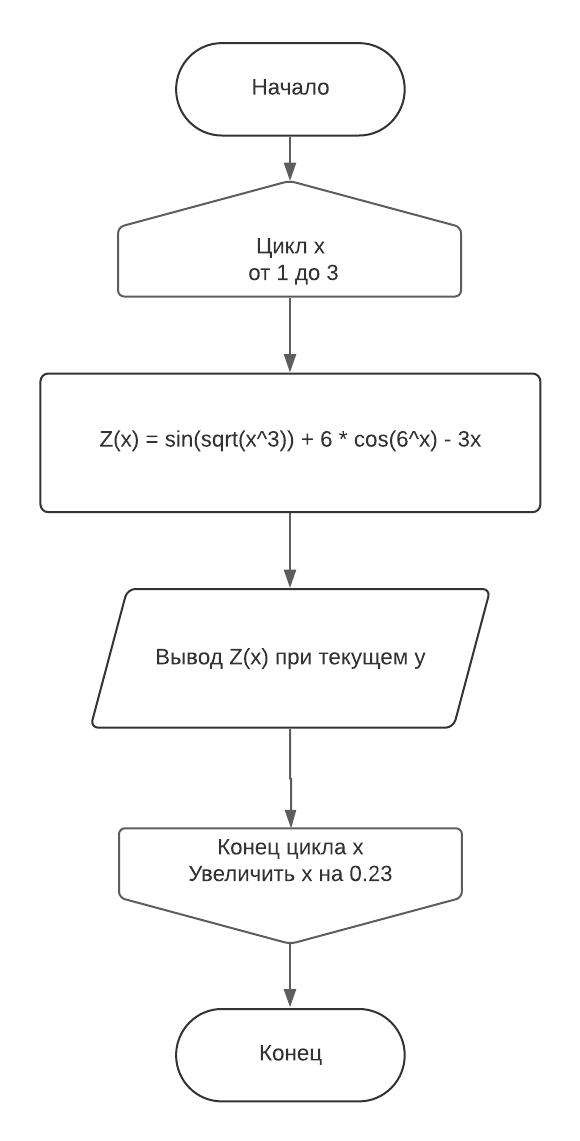 Начало
Цикл x
от 1 до 3
Z(x) = sin(sqrt(x^3)) + 6 * cos(6^x) - 3x
Вывод Z(x) при текущем y
Конец цикла x
Увеличить x на 0.23
Конец